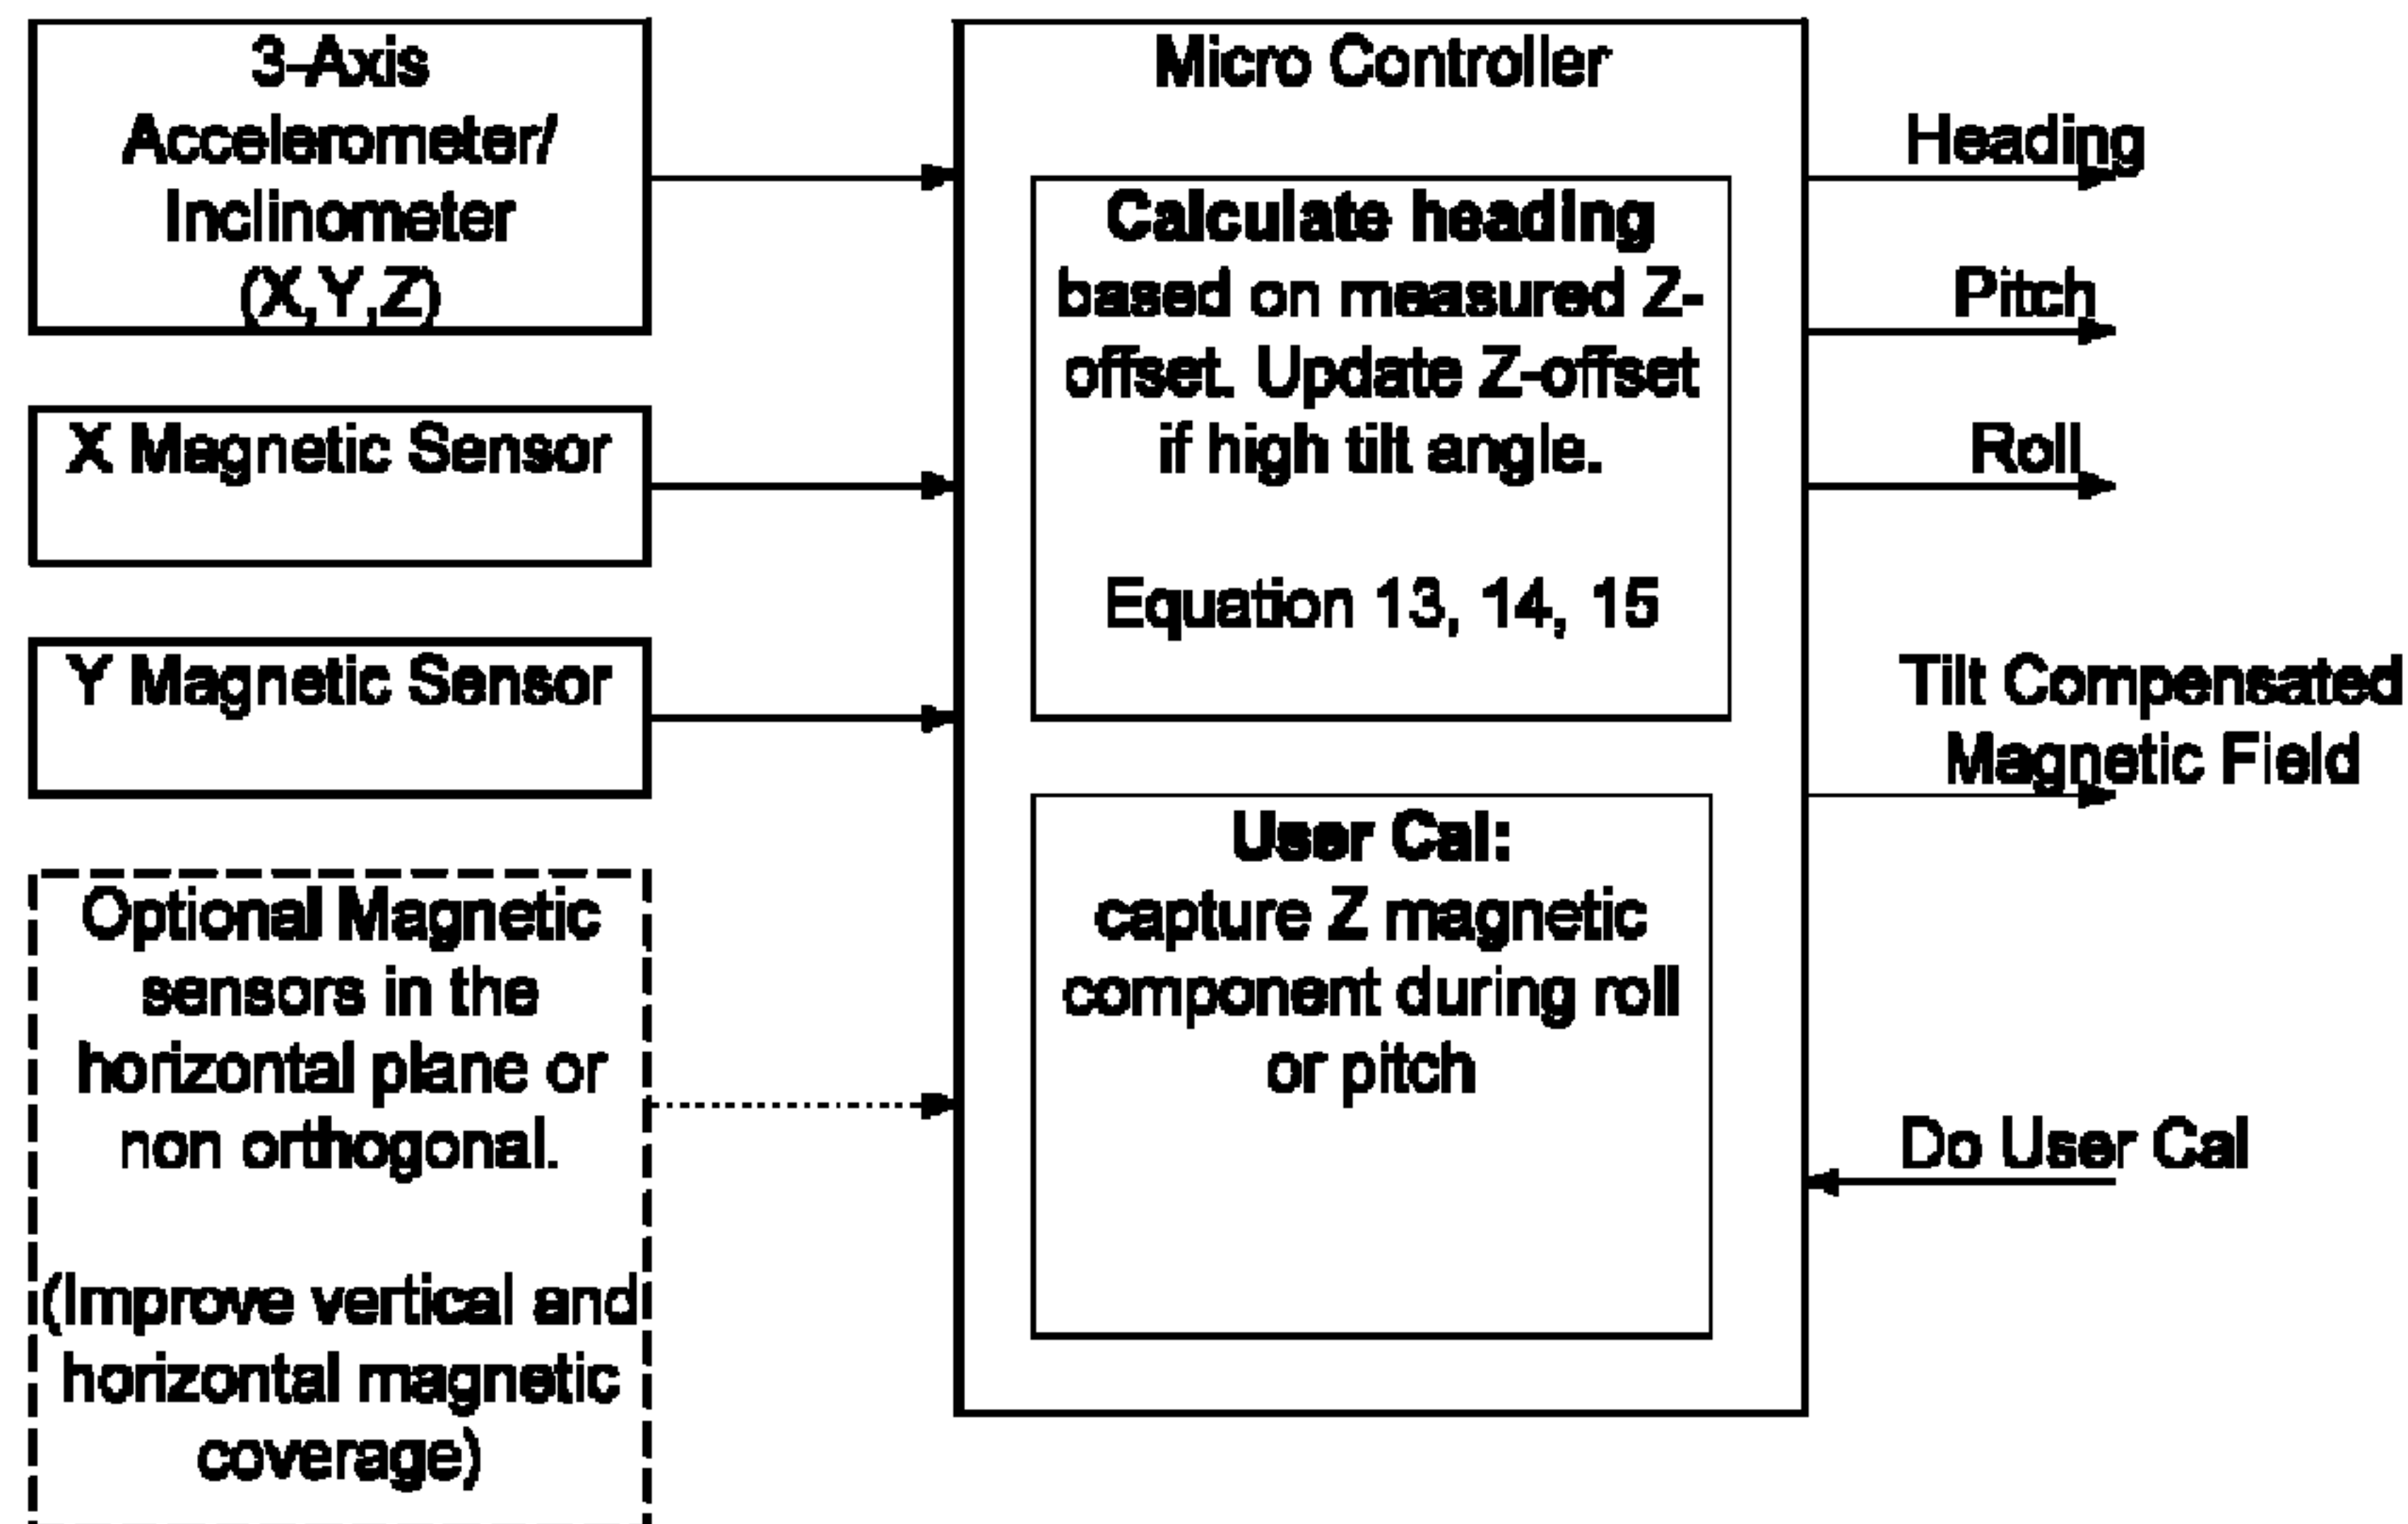 3-Axis
Accelerometer/
Inclinometer
(X,Y,Z)
X Magnetic Sensor
Y Magnetic Sensor
Optional Magnetic
sensors in the
horizontal plane or
non orthogonal.
(Improve vertical and
horizontal magnetic
coverage)
Micro Controller
Calculate heading
based on measured Z-
offset. Update Z-offset
if high tilt angle.
Equation 13, 14, 15
User Cal:
capture Z magnetic
component during roll
or pitch
Heading
Pitch
Roll
Tilt Compensated
Magnetic Field
Do User Cal